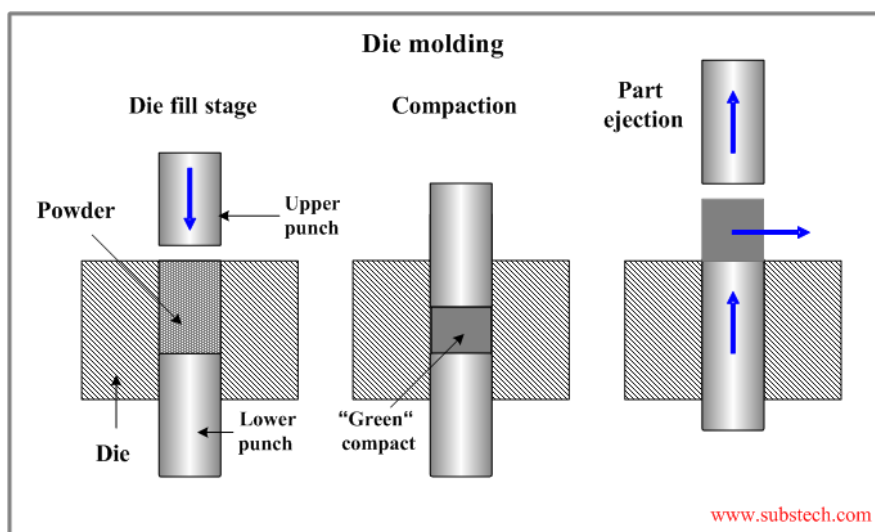 Die molding
Die fill stage
Compaction
Part
ejection
Powder
Upper
punch
Die
Lower
punch
“Green“
compact
www.substech.com